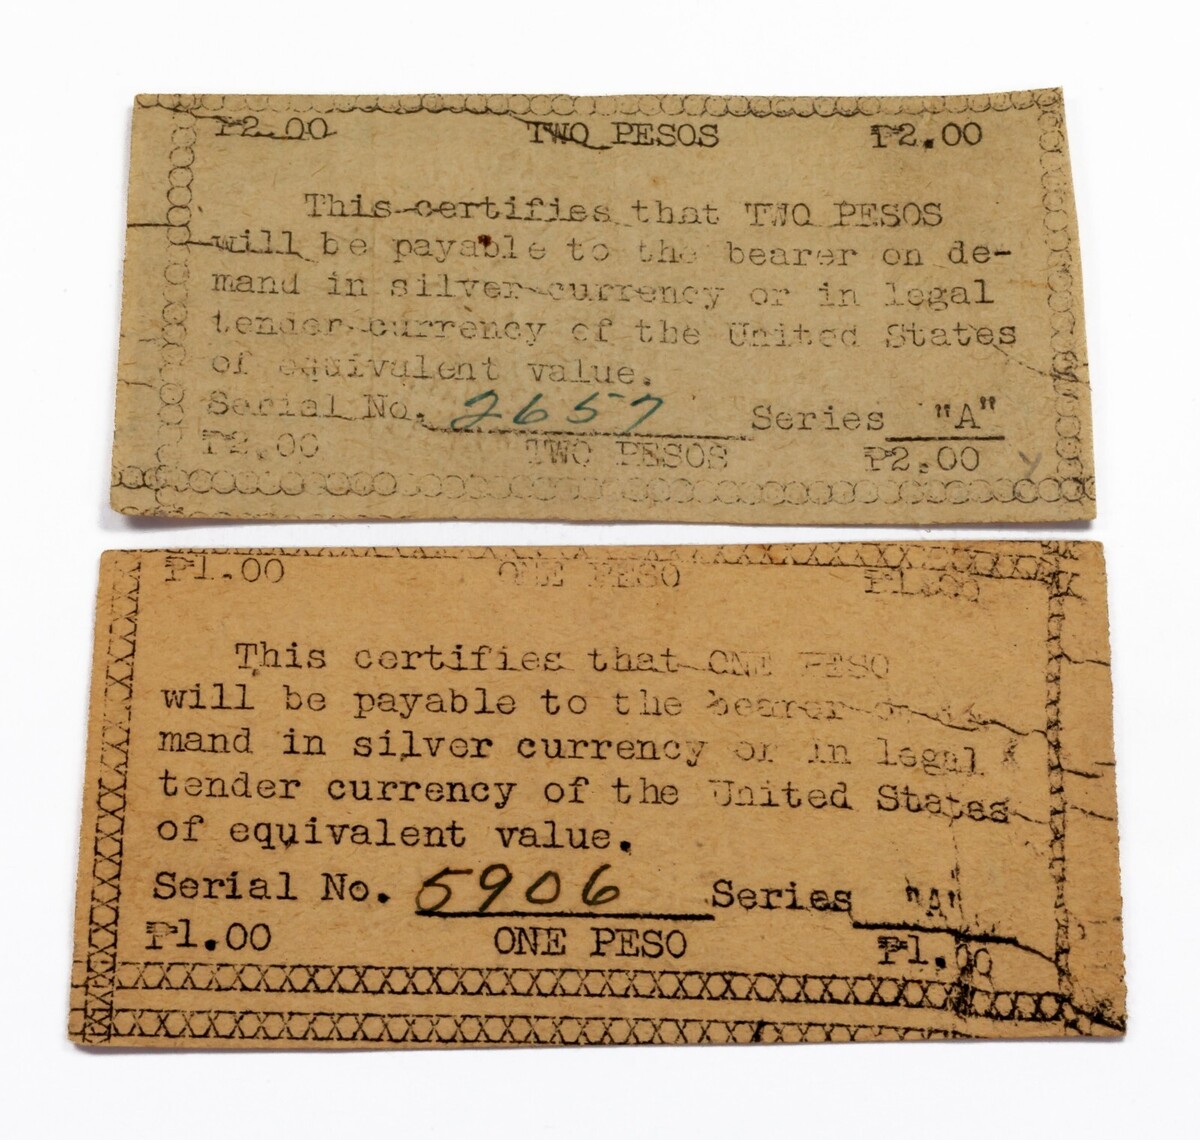 ₱2.00 TWO PESOS ₱2.00
This certifies that TWO PESOS
will be payable to the bearer on de-
mand in silver currency or in legal
tender currency of the United States
of equivalent value.
Serial No. 2657 Series "A"
₱2.00 TWO PESOS ₱2.00
₱1.00 ONE PESO ₱1.00
This certifies that ONE PESO
will be payable to the bearer on de
mand in silver currency or in legal
tender currency of the United States
of equivalent value.
Serial No. 5906 Series "A"
₱1.00 ONE PESO ₱1.00